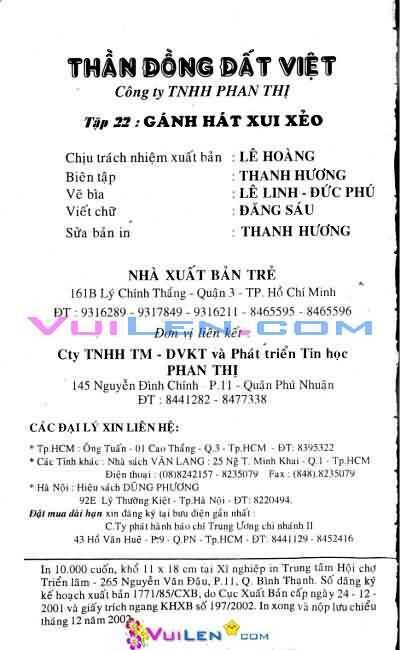 THẦN ĐỒNG ĐẤT VIỆT
Công ty TNHH PHAN THỊ
Tập 22 : GÁNH HÁT XUI XẺO
Chịu trách nhiệm xuất bản : LÊ HOÀNG
Biên tập : THANH HƯƠNG
Vẽ bìa : LÊ LINH - ĐỨC PHÚ
Viết chữ : ĐĂNG SÁU
Sửa bản in : THANH HƯƠNG
NHÀ XUẤT BẢN TRẺ
161B Lý Chính Thắng - Quận 3 - TP. Hồ Chí Minh
ĐT : 9316289 - 9317849 - 9316211 - 8465595 - 8465596
VUILEN.COM
Đơn vị liên kết
Cty TNHH TM - DVKT và Phát triển Tin học
PHAN THỊ
145 Nguyễn Đình Chính - P.11 - Quận Phú Nhuận
ĐT : 8441282 - 8477338
CÁC ĐẠI LÝ XIN LIÊN HỆ:
* Tp.HCM : Ông Tuấn - 01 Cao Thắng - Q.3 - Tp.HCM - ĐT: 8395322
* Các Tỉnh khác : Nhà sách VĂN LANG : 25 Ng T. Minh Khai - Q.1 - Tp.HCM
Điện thoại : (08)8242157 - 8235079 Fax : (848).8235079
* Hà Nội : Hiệu sách DŨNG PHƯƠNG
92E Lý Thường Kiệt - Tp.Hà Nội - ĐT: 8220494.
Đặt mua dài hạn xin đăng ký tại bưu điện gần nhất :
C.Ty phát hành báo chí Trung Ương chi nhánh II
43 Hồ Văn Huê - P:9 - Q.PN - Tp.HCM - ĐT: 8441129 - 8452416
In 10.000 cuốn, khổ 11 x 18 cm tại Xí nghiệp in Trung tâm Hội chợ
Triển lãm - 265 Nguyễn Văn Đậu, P.11, Q. Bình Thạnh. Số đăng ký
kế hoạch xuất bản 1771/85/CXB, do Cục Xuất Bản cấp ngày 24 - 12 -
2001 và giấy trích ngang KHXB số 197/2002. In xong và nộp lưu chiểu
tháng 12 năm 2002
VUILEN.COM